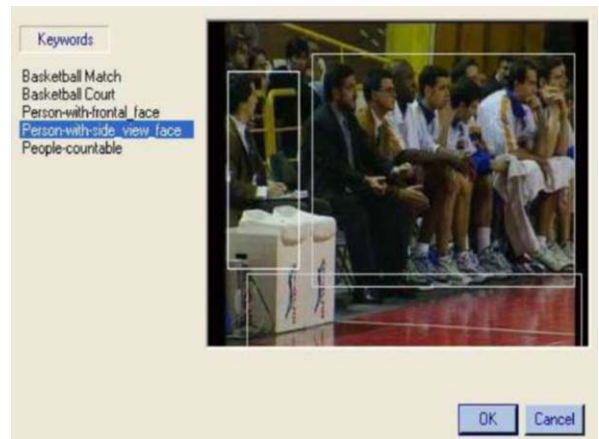 Keywords
Basketball Match
Basketball Court
Person-with-frontal_face
Person-with-side_view_face
People-countable
OK
Cancel